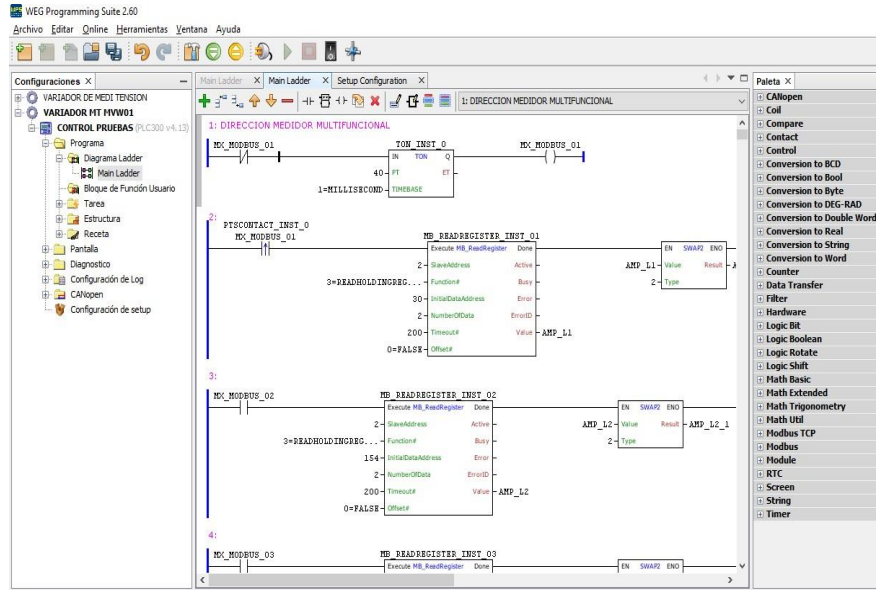 WEG Programming Suite 2.60
Archivo Editar Online Herramientas Ventana Ayuda
Configuraciones
VARIADOR DE MEDI TENSION
VARIADOR MT MVW01
CONTROL PRUEBAS (PLC300 v4.13)
Programa
Diagrama Ladder
Main Ladder
Bloque de Función Usuario
Tarea
Estructura
Receta
Pantalla
Diagnostico
Configuración de Log
CANopen
Configuración de setup
Main Ladder X Main Ladder X Setup Configuration X
1: DIRECCION MEDIDOR MULTIFUNCIONAL
1: DIRECCION MEDIDOR MULTIFUNCIONAL
MX_MODBUS_01 TON_INST_0 MX_MODBUS_01
IN TON Q
40 PT ET
1=MILLISECOND TIMEBASE
2:
PTSCONTACT_INST_0
MX_MODBUS_01 MB_READREGISTER_INST_01
Execute MB_ReadRegister Done EN SWAP2 ENO
2 SlaveAddress Active AMP_L1 Value Result
3=READHOLDINGREG... Function# Busy 2 Type
30 InitialDataAddress Error
2 NumberOfData ErrorID
200 Timeout# Value AMP_L1
0=FALSE Offset#
3:
MX_MODBUS_02 MB_READREGISTER_INST_02
Execute MB_ReadRegister Done EN SWAP2 ENO
2 SlaveAddress Active AMP_L2 Value Result AMP_L2_1
3=READHOLDINGREG... Function# Busy 2 Type
154 InitialDataAddress Error
2 NumberOfData ErrorID
200 Timeout# Value AMP_L2
0=FALSE Offset#
4:
MX_MODBUS_03 MB_READREGISTER_INST_03
Execute MB_ReadRegister Done EN SWAP2 ENO
Paleta X
CANopen
Coil
Compare
Contact
Control
Conversion to BCD
Conversion to Bool
Conversion to Byte
Conversion to DEG-RAD
Conversion to Double Word
Conversion to Real
Conversion to String
Conversion to Word
Counter
Data Transfer
Filter
Hardware
Logic Bit
Logic Boolean
Logic Rotate
Logic Shift
Math Basic
Math Extended
Math Trigonometry
Math Util
Modbus TCP
Modbus
Module
RTC
Screen
String
Timer